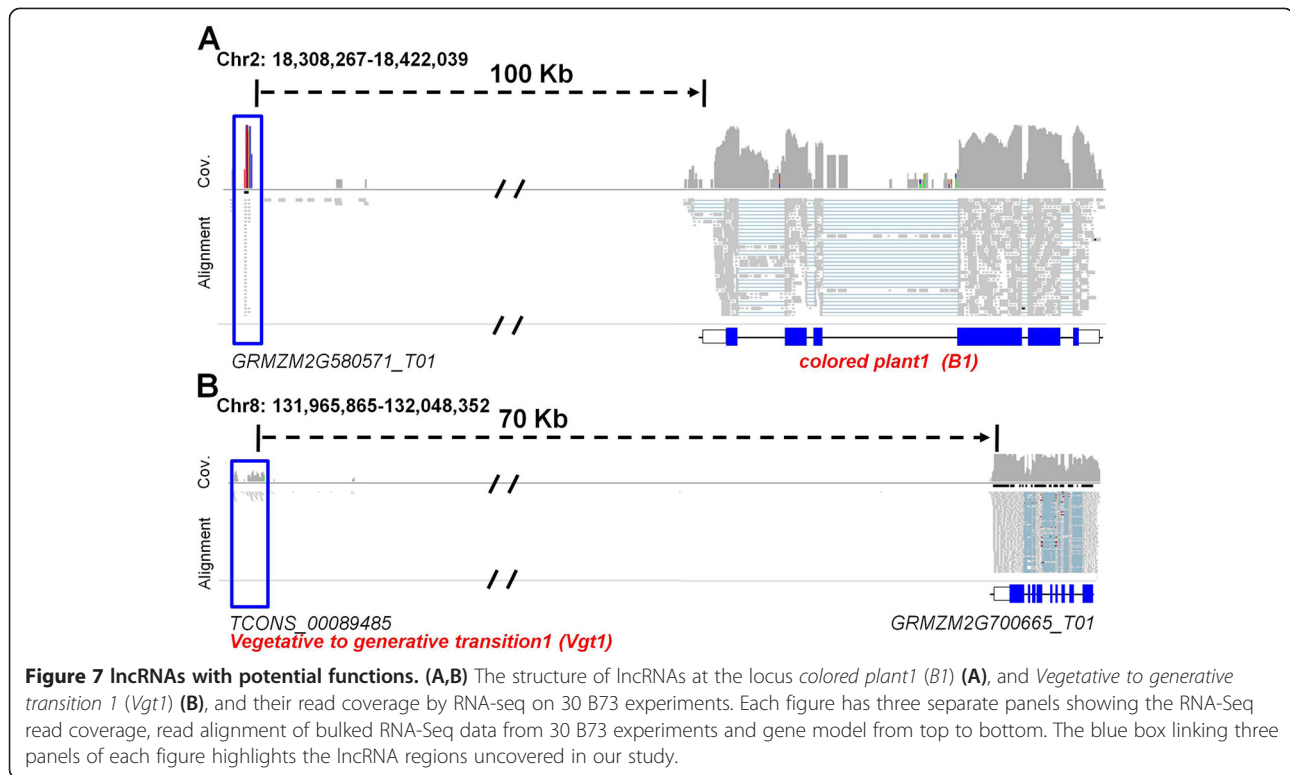 A
Chr2: 18,308,267-18,422,039
100 Kb
Cov.
Alignment
GRMZM2G580571_T01
colored plant1 (B1)
B
Chr8: 131,965,865-132,048,352
70 Kb
Cov.
Alignment
TCONS_00089485
GRMZM2G700665_T01
Vegetative to generative transition1 (Vgt1)
Figure 7 lncRNAs with potential functions. (A,B) The structure of lncRNAs at the locus colored plant1 (B1) (A), and Vegetative to generative
transition 1 (Vgt1) (B), and their read coverage by RNA-seq on 30 B73 experiments. Each figure has three separate panels showing the RNA-Seq
read coverage, read alignment of bulked RNA-Seq data from 30 B73 experiments and gene model from top to bottom. The blue box linking three
panels of each figure highlights the lncRNA regions uncovered in our study.